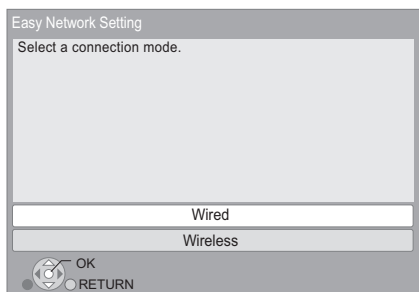 Easy Network Setting
Select a connection mode.
Wired
Wireless
OK
RETURN